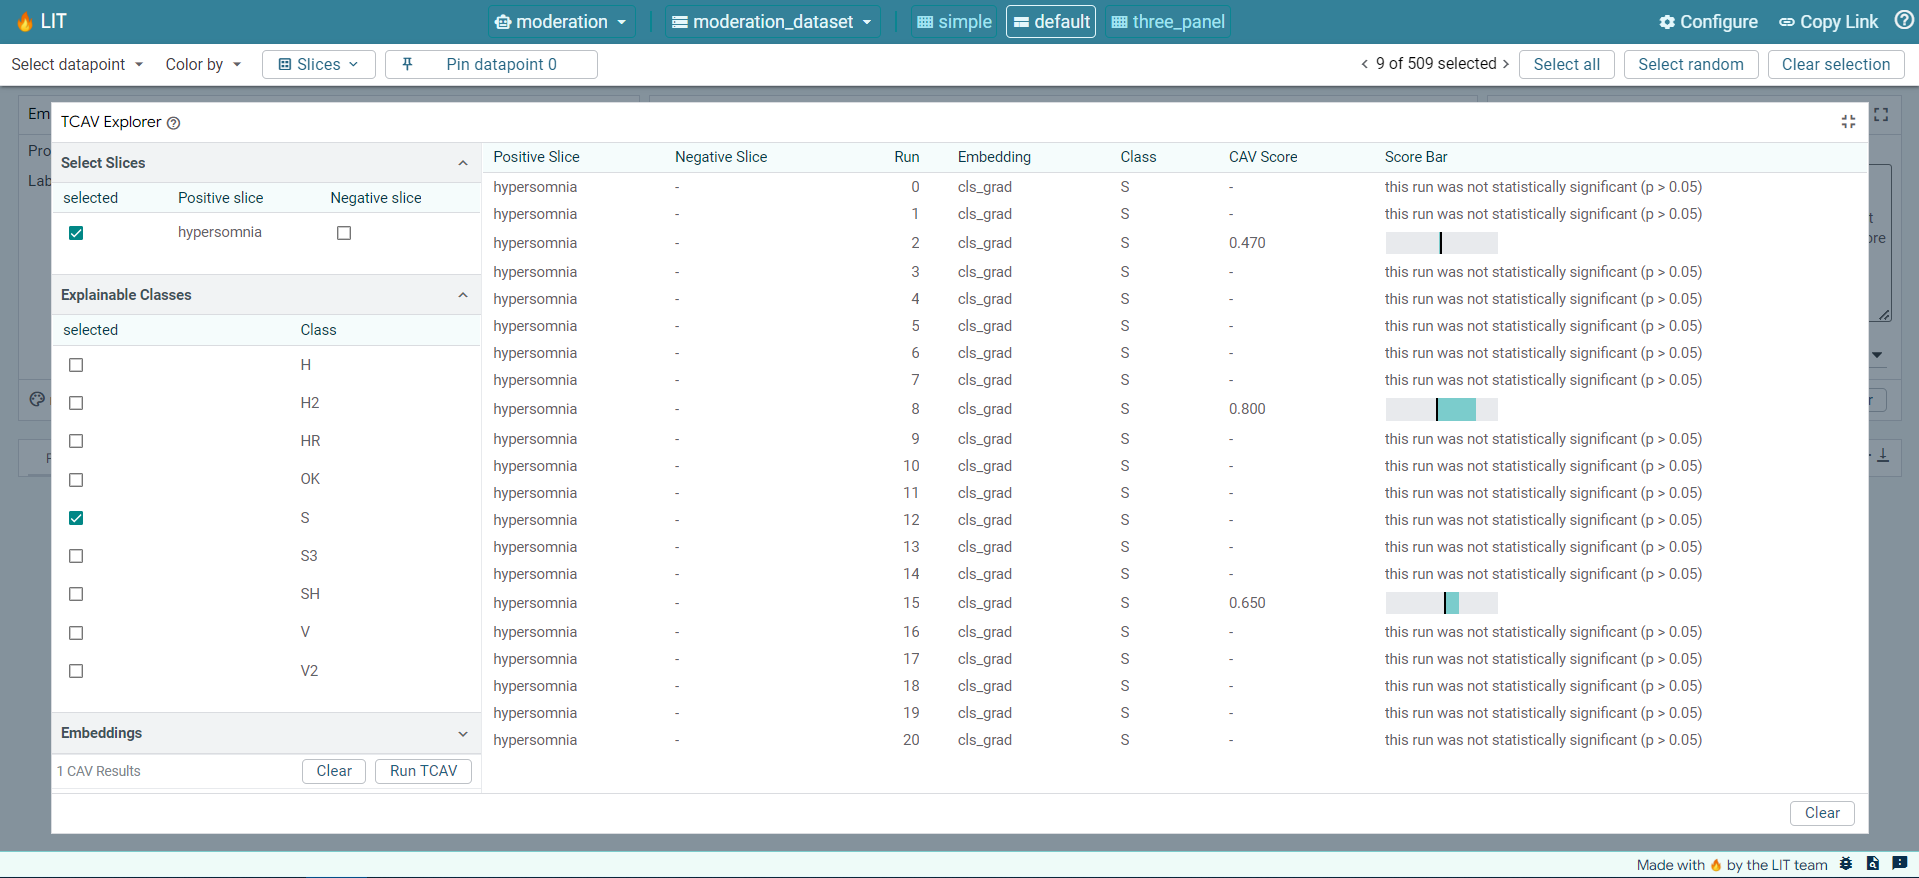 LIT moderation moderation_dataset simple default three_panel Configure Copy Link
Select datapoint Color by Slices Pin datapoint 0 9 of 509 selected Select all Select random Clear selection
Em
TCAV Explorer
Pro
Lab
Select Slices
selected Positive slice Negative slice
hypersomnia
Explainable Classes
selected Class
H
H2
HR
OK
S
S3
SH
V
V2
Embeddings
1 CAV Results Clear Run TCAV
Positive Slice Negative Slice Run Embedding Class CAV Score Score Bar
hypersomnia - 0 cls_grad S - this run was not statistically significant (p > 0.05)
hypersomnia - 1 cls_grad S - this run was not statistically significant (p > 0.05)
hypersomnia - 2 cls_grad S 0.470
hypersomnia - 3 cls_grad S - this run was not statistically significant (p > 0.05)
hypersomnia - 4 cls_grad S - this run was not statistically significant (p > 0.05)
hypersomnia - 5 cls_grad S - this run was not statistically significant (p > 0.05)
hypersomnia - 6 cls_grad S - this run was not statistically significant (p > 0.05)
hypersomnia - 7 cls_grad S - this run was not statistically significant (p > 0.05)
hypersomnia - 8 cls_grad S 0.800
hypersomnia - 9 cls_grad S - this run was not statistically significant (p > 0.05)
hypersomnia - 10 cls_grad S - this run was not statistically significant (p > 0.05)
hypersomnia - 11 cls_grad S - this run was not statistically significant (p > 0.05)
hypersomnia - 12 cls_grad S - this run was not statistically significant (p > 0.05)
hypersomnia - 13 cls_grad S - this run was not statistically significant (p > 0.05)
hypersomnia - 14 cls_grad S - this run was not statistically significant (p > 0.05)
hypersomnia - 15 cls_grad S 0.650
hypersomnia - 16 cls_grad S - this run was not statistically significant (p > 0.05)
hypersomnia - 17 cls_grad S - this run was not statistically significant (p > 0.05)
hypersomnia - 18 cls_grad S - this run was not statistically significant (p > 0.05)
hypersomnia - 19 cls_grad S - this run was not statistically significant (p > 0.05)
hypersomnia - 20 cls_grad S - this run was not statistically significant (p > 0.05)
Clear
Made with 🔥 by the LIT team